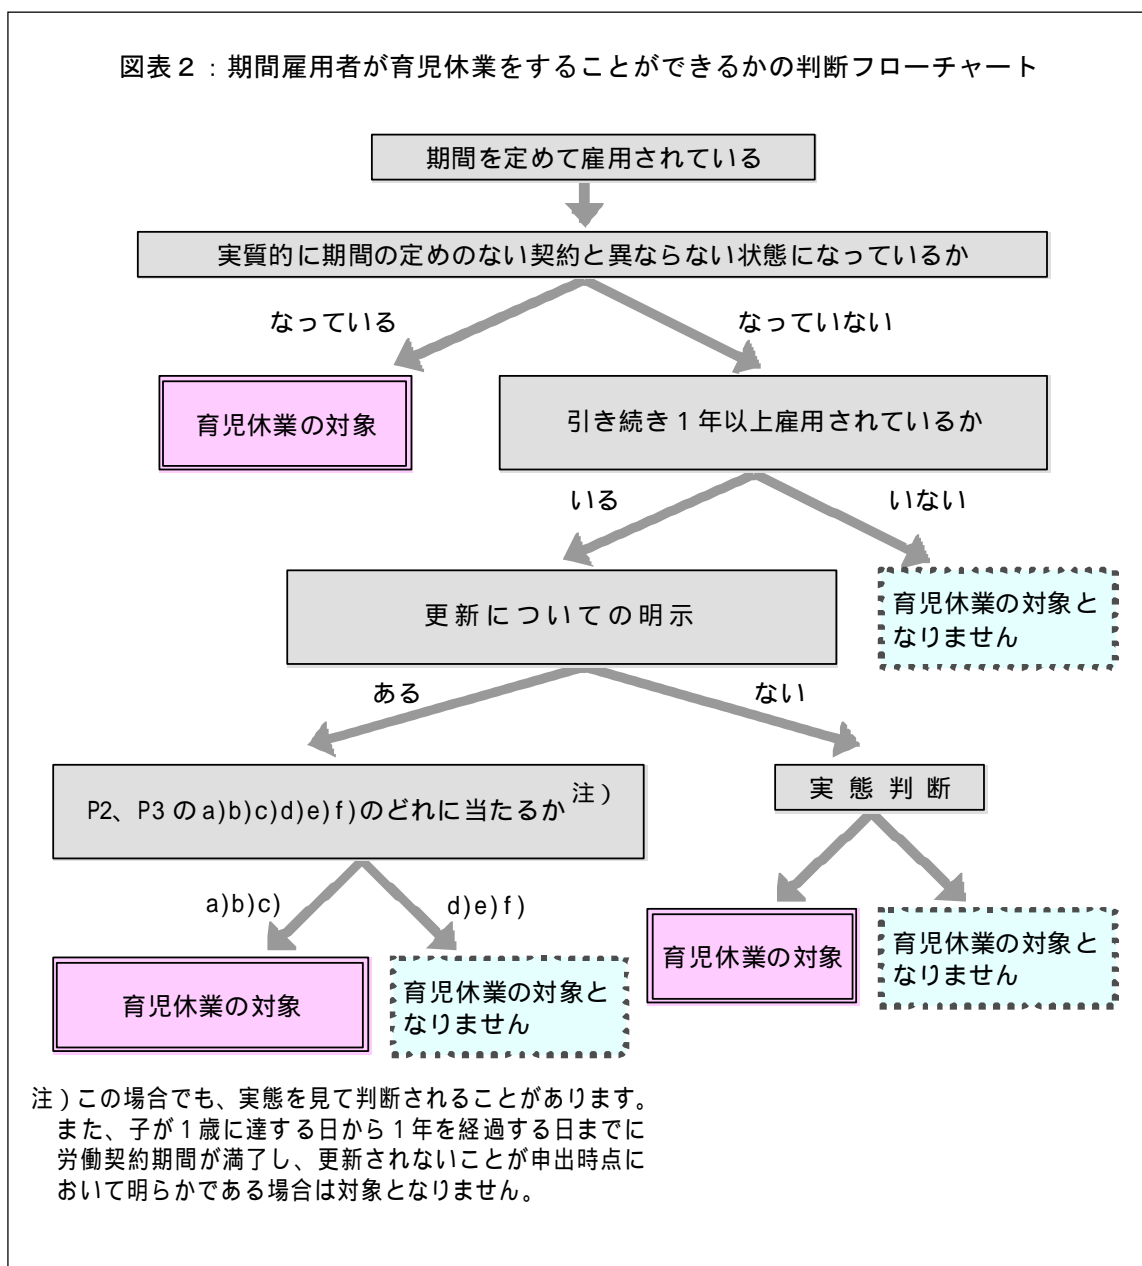 図表２：期間雇用者が育児休業をすることができるかの判断フローチャート
期間を定めて雇用されている
実質的に期間の定めのない契約と異ならない状態になっているか
なっている
なっていない
育児休業の対象
引き続き１年以上雇用されているか
いる
いない
更新についての明示
育児休業の対象と
なりません
ある
ない
P2、P3のa)b)c)d)e)f)のどれに当たるか注）
実態判断
a)b)c)
d)e)f)
育児休業の対象
育児休業の対象と
なりません
育児休業の対象
育児休業の対象と
なりません
注）この場合でも、実態を見て判断されることがあります。
また、子が１歳に達する日から１年を経過する日までに
労働契約期間が満了し、更新されないことが申出時点に
おいて明らかである場合は対象となりません。